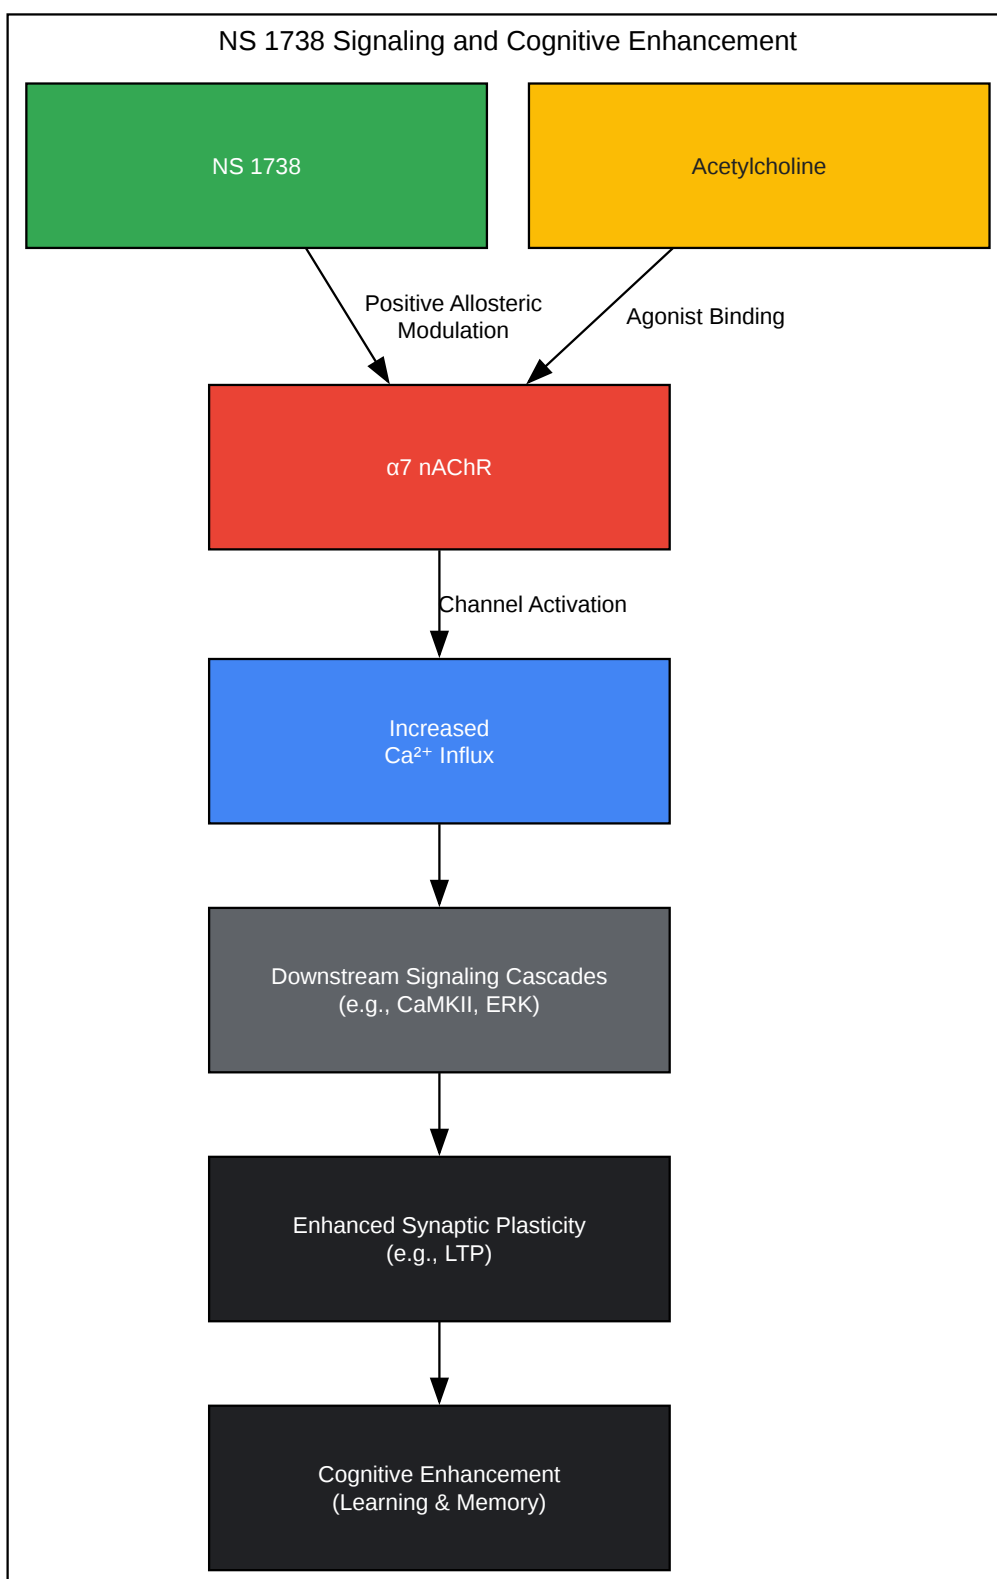 NS 1738 Signaling and Cognitive Enhancement
NS 1738
Acetylcholine
Positive Allosteric
Modulation
Agonist Binding
α7 nAChR
Channel Activation
Increased
Ca²⁺ Influx
Downstream Signaling Cascades
(e.g., CaMKII, ERK)
Enhanced Synaptic Plasticity
(e.g., LTP)
Cognitive Enhancement
(Learning & Memory)